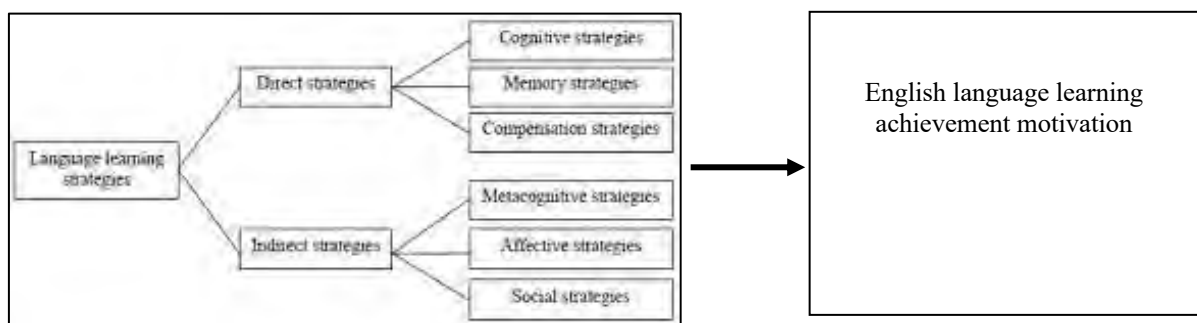 Language learning
strategies
Direct strategies
Indirect strategies
Cognitive strategies
Memory strategies
Compensation strategies
Metacognitive strategies
Affective strategies
Social strategies
English language learning
achievement motivation